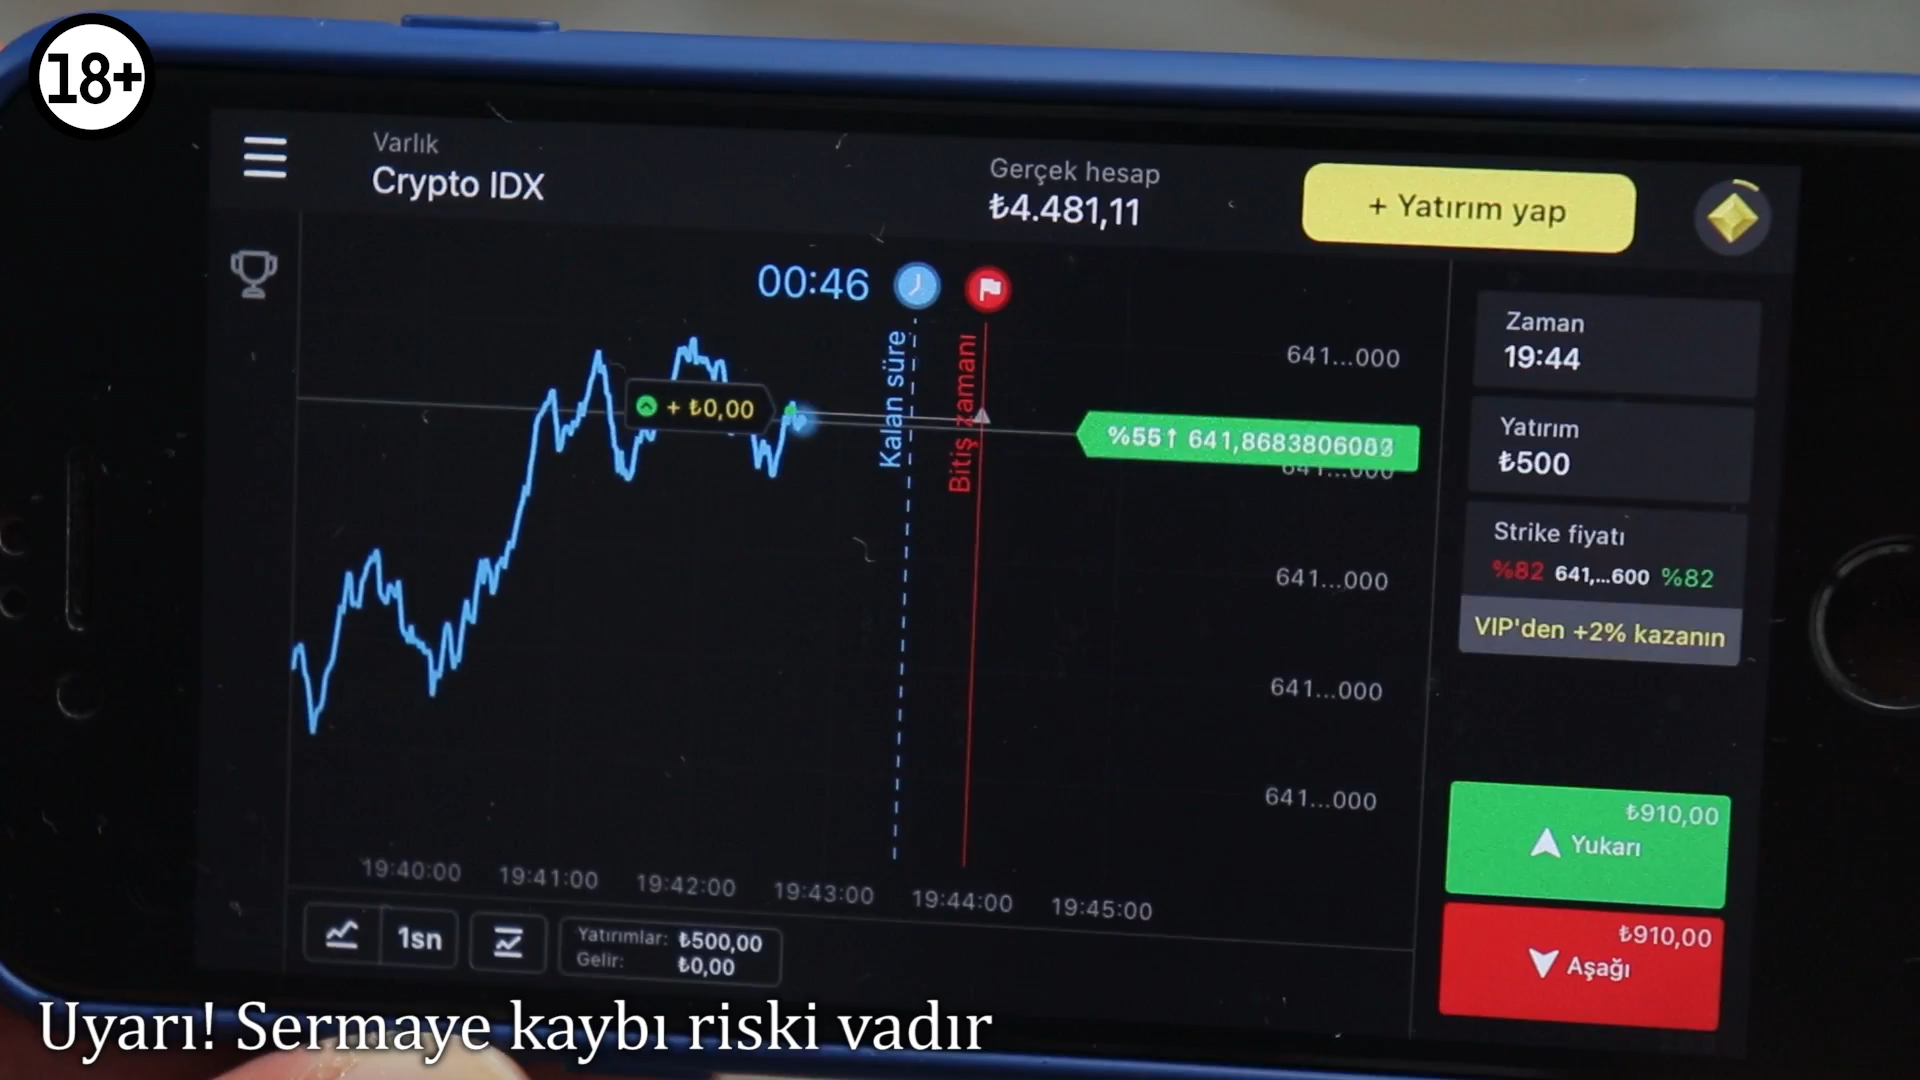 18+
Varlık
Crypto IDX
Gerçek hesap
₺4.481,11
+ Yatırım yap
00:46
Kalan süre
Bitiş zamanı
+ ₺0,00
641...000
%55↑ 641,8683806002
641...000
641...000
641...000
641...000
Zaman
19:44
Yatırım
₺500
Strike fiyatı
%82 641,...600 %82
VIP'den +2% kazanın
₺910,00
Yukarı
₺910,00
Aşağı
19:40:00 19:41:00 19:42:00 19:43:00 19:44:00 19:45:00
1sn
Yatırımlar: ₺500,00
Gelir: ₺0,00
Uyarı! Sermaye kaybı riski vadır